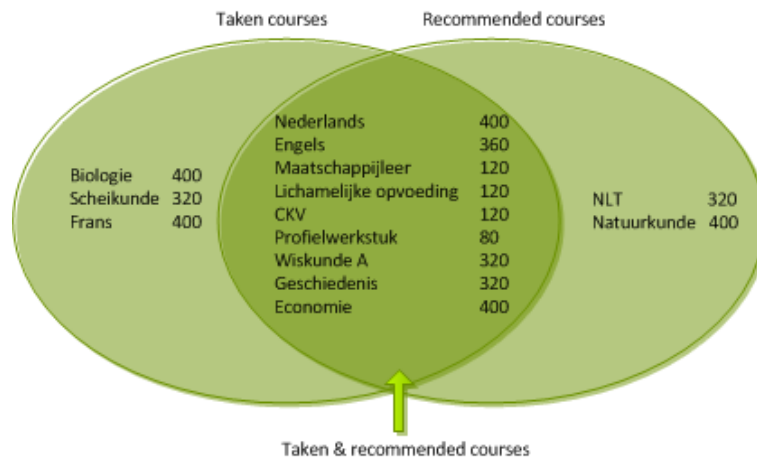 Taken courses
Recommended courses
Biologie 400
Scheikunde 320
Frans 400
Nederlands 400
Engels 360
Maatschappijleer 120
Lichamelijke opvoeding 120
CKV 120
Profielwerkstuk 80
Wiskunde A 320
Geschiedenis 320
Economie 400
NLT 320
Natuurkunde 400
Taken & recommended courses